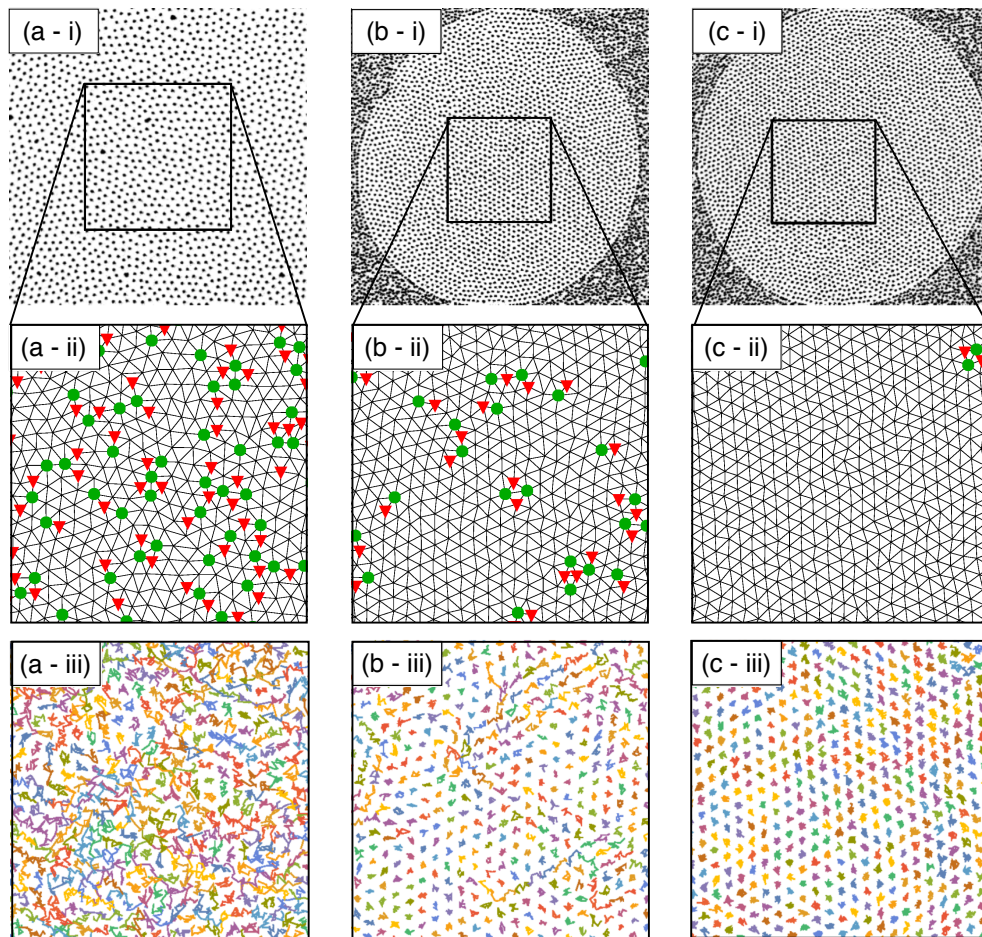 (a - i)
(b - i)
(c - i)
(a - ii)
(b - ii)
(c - ii)
(a - iii)
(b - iii)
(c - iii)